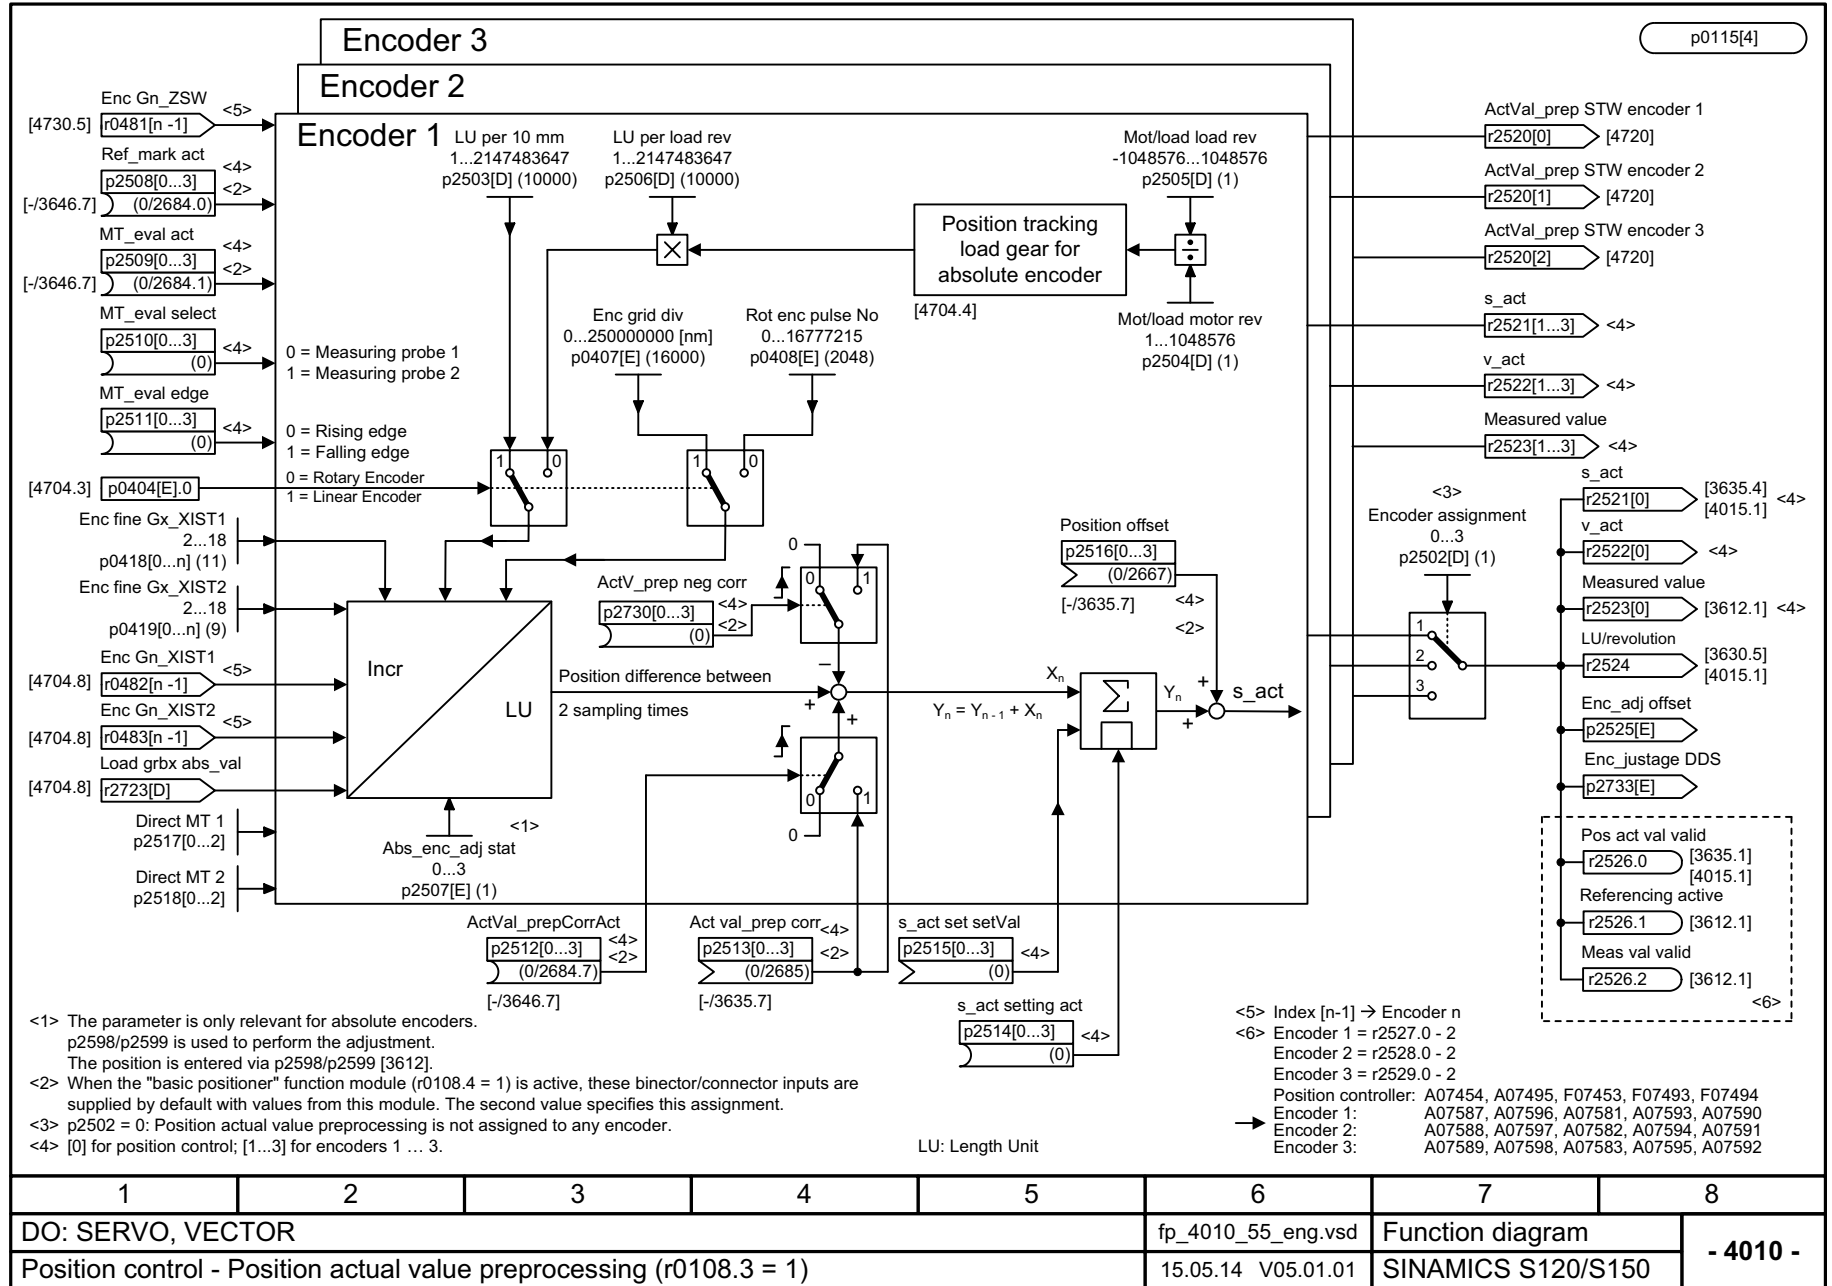 Encoder 3
Encoder 2
Encoder 1
p0115[4]
Enc Gn_ZSW
<5>
[4730.5] r0481[n -1]
Ref_mark act
<4>
p2508[0...3]
<2>
[-/3646.7] (0/2684.0)
MT_eval act
<4>
p2509[0...3]
<2>
[-/3646.7] (0/2684.1)
MT_eval select
p2510[0...3]
<4>
(0)
0 = Measuring probe 1
1 = Measuring probe 2
MT_eval edge
p2511[0...3]
<4>
(0)
0 = Rising edge
1 = Falling edge
[4704.3] p0404[E].0
0 = Rotary Encoder
1 = Linear Encoder
Enc fine Gx_XIST1
2...18
p0418[0...n] (11)
Enc fine Gx_XIST2
2...18
p0419[0...n] (9)
Enc Gn_XIST1
<5>
[4704.8] r0482[n -1]
Enc Gn_XIST2
<5>
[4704.8] r0483[n -1]
Load grbx abs_val
[4704.8] r2723[D]
Direct MT 1
p2517[0...2]
Direct MT 2
p2518[0...2]
LU per 10 mm
1...2147483647
p2503[D] (10000)
LU per load rev
1...2147483647
p2506[D] (10000)
Mot/load load rev
-1048576...1048576
p2505[D] (1)
Position tracking
load gear for
absolute encoder
[4704.4]
×
÷
Mot/load motor rev
1...1048576
p2504[D] (1)
Enc grid div
0...250000000 [nm]
p0407[E] (16000)
Rot enc pulse No
0...16777215
p0408[E] (2048)
1 0
1 0
Incr
LU
<1>
Abs_enc_adj stat
0...3
p2507[E] (1)
ActV_prep neg corr
p2730[0...3]
<4>
<2>
(0)
0
0 1
Position difference between
2 sampling times
–
+
+
0 1
0
Position offset
p2516[0...3]
(0/2667)
[-/3635.7]
<4>
<2>
Xn
Yn = Yn - 1 + Xn
Σ
Yn
+
+
s_act
ActVal_prepCorrAct
p2512[0...3]
<4>
<2>
(0/2684.7)
[-/3646.7]
Act val_prep corr
<4>
p2513[0...3]
<2>
(0/2685)
[-/3635.7]
s_act set setVal
p2515[0...3]
<4>
(0)
s_act setting act
p2514[0...3]
<4>
(0)
ActVal_prep STW encoder 1
r2520[0] [4720]
ActVal_prep STW encoder 2
r2520[1] [4720]
ActVal_prep STW encoder 3
r2520[2] [4720]
s_act
r2521[1...3] <4>
v_act
r2522[1...3] <4>
Measured value
r2523[1...3] <4>
<3>
Encoder assignment
0...3
p2502[D] (1)
1
2
3
s_act
r2521[0] [3635.4] <4>
[4015.1]
v_act
r2522[0] <4>
Measured value
r2523[0] [3612.1] <4>
LU/revolution
r2524 [3630.5]
[4015.1]
Enc_adj offset
p2525[E]
Enc_justage DDS
p2733[E]
Pos act val valid
r2526.0 [3635.1]
[4015.1]
Referencing active
r2526.1 [3612.1]
Meas val valid
r2526.2 [3612.1]
<6>
<1> The parameter is only relevant for absolute encoders.
p2598/p2599 is used to perform the adjustment.
The position is entered via p2598/p2599 [3612].
<2> When the "basic positioner" function module (r0108.4 = 1) is active, these binector/connector inputs are
supplied by default with values from this module. The second value specifies this assignment.
<3> p2502 = 0: Position actual value preprocessing is not assigned to any encoder.
<4> [0] for position control; [1...3] for encoders 1 … 3.
LU: Length Unit
<5> Index [n-1] → Encoder n
<6> Encoder 1 = r2527.0 - 2
Encoder 2 = r2528.0 - 2
Encoder 3 = r2529.0 - 2
Position controller: A07454, A07495, F07453, F07493, F07494
Encoder 1: A07587, A07596, A07581, A07593, A07590
Encoder 2: A07588, A07597, A07582, A07594, A07591
Encoder 3: A07589, A07598, A07583, A07595, A07592
1 2 3 4 5 6 7 8
DO: SERVO, VECTOR
fp_4010_55_eng.vsd
Function diagram
- 4010 -
Position control - Position actual value preprocessing (r0108.3 = 1)
15.05.14 V05.01.01
SINAMICS S120/S150